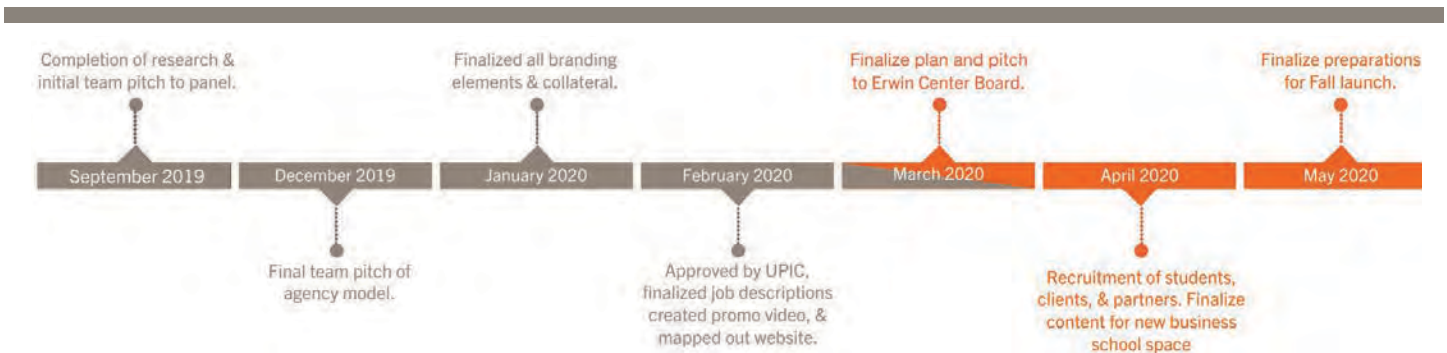 Completion of research &
initial team pitch to panel.
Finalized all branding
elements & collateral.
Finalize plan and pitch
to Erwin Center Board.
Finalize preparations
for Fall launch.
September 2019
December 2019
January 2020
February 2020
March 2020
April 2020
May 2020
Final team pitch of
agency model.
Approved by UPIC,
finalized job descriptions
created promo video, &
mapped out website.
Recruitment of students,
clients, & partners. Finalize
content for new business
school space